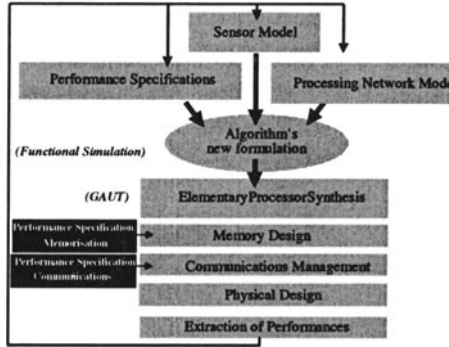 Sensor Model
Performance Specifications
Processing Network Mode
Algorithm's
new formulation
(Functional Simulation)
(GAUT)
ElementaryProcessorSynthesis
Performance Specification
Memorisation
Memory Design
Performance Specification
Communications
Communications Management
Physical Design
Extraction of Performances